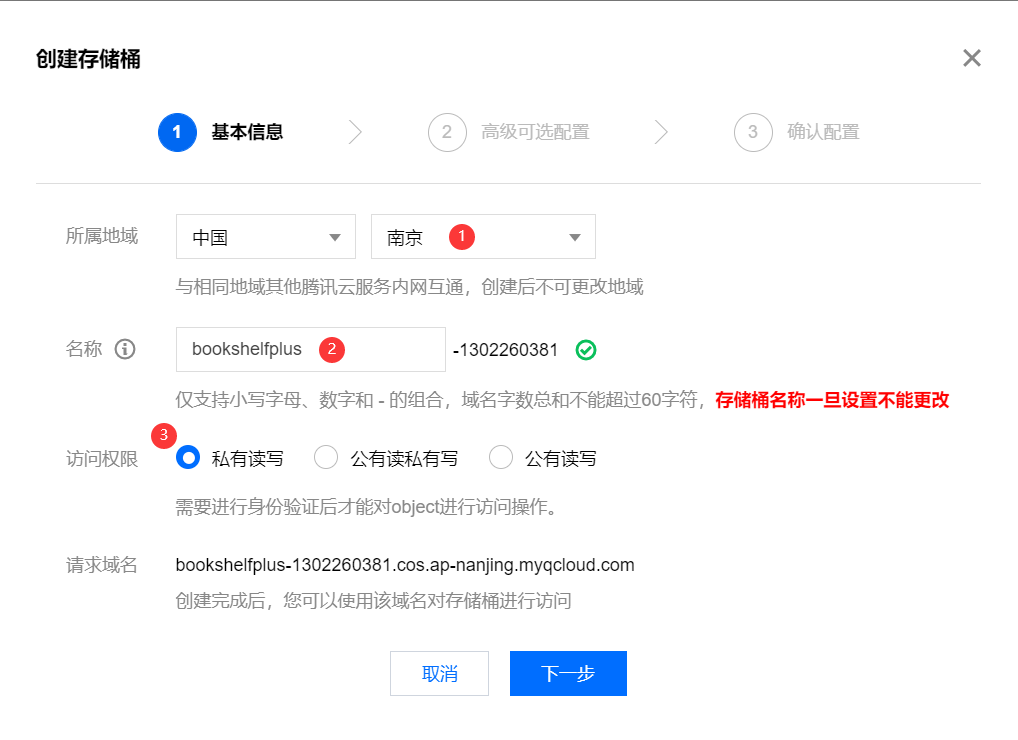 创建存储桶
1 基本信息 2 高级可选配置 3 确认配置
所属地域 中国 南京 1
与相同地域其他腾讯云服务内网互通，创建后不可更改地域
名称 bookshelfplus 2 -1302260381
仅支持小写字母、数字和 - 的组合，域名字数总和不能超过60字符，存储桶名称一旦设置不能更改
3
访问权限 私有读写 公有读私有写 公有读写
需要进行身份验证后才能对object进行访问操作。
请求域名 bookshelfplus-1302260381.cos.ap-nanjing.myqcloud.com
创建完成后，您可以使用该域名对存储桶进行访问
取消 下一步